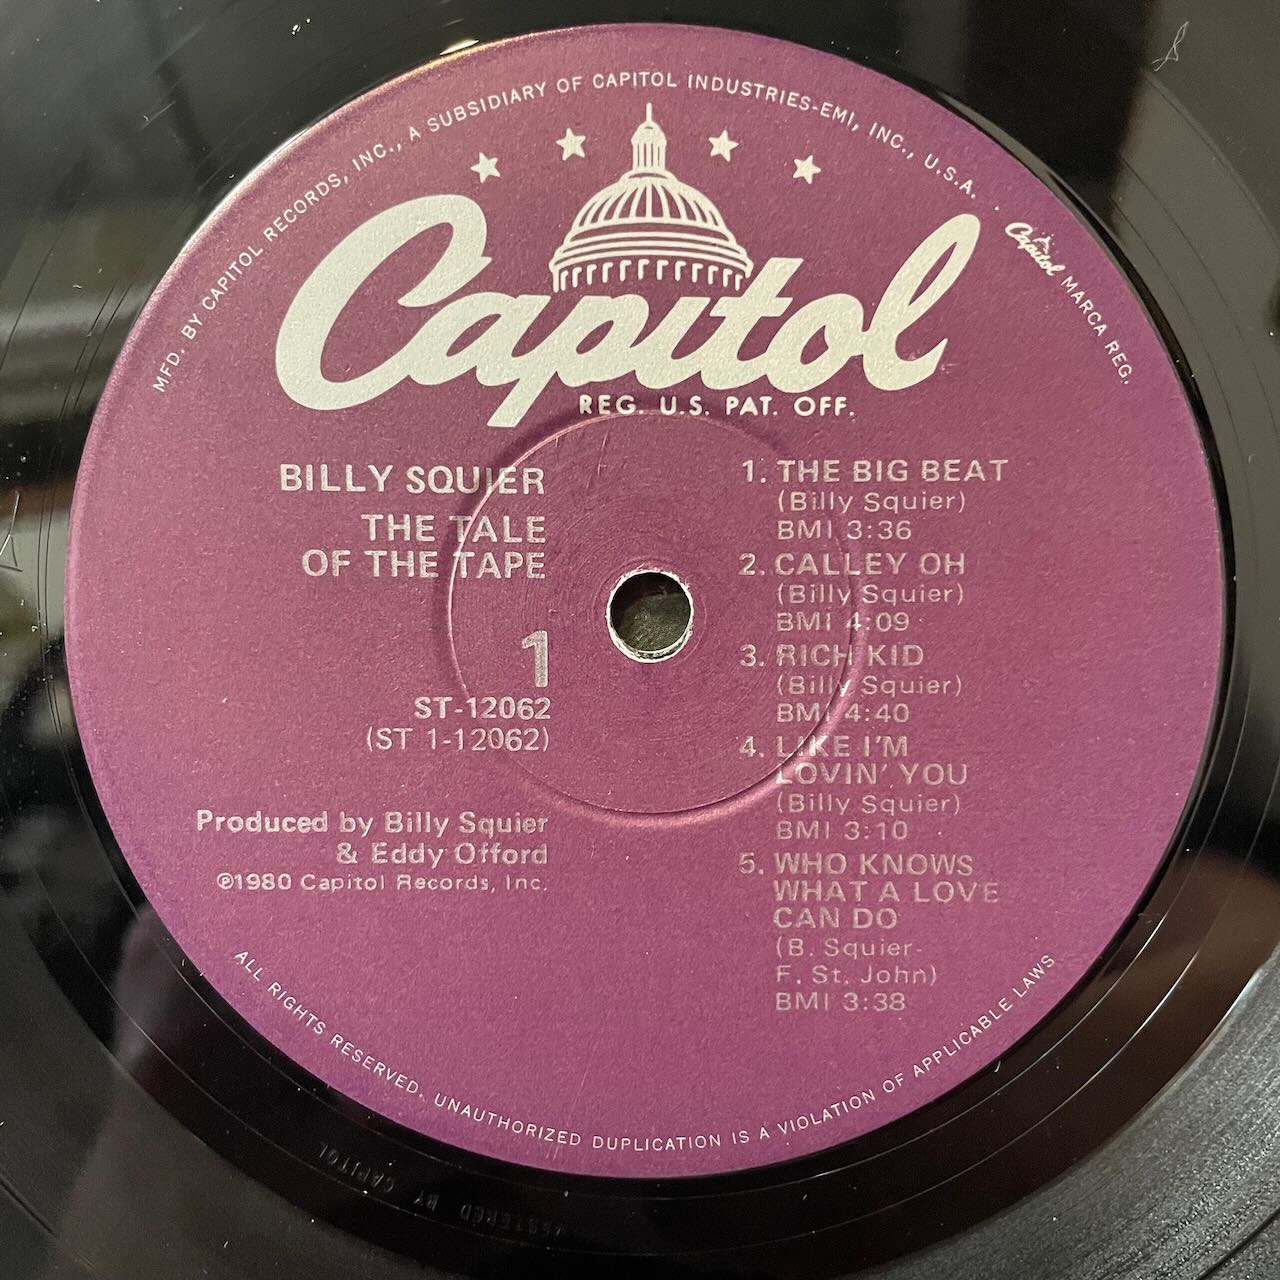 MFD. BY CAPITOL RECORDS, INC., A SUBSIDIARY OF CAPITOL INDUSTRIES-EMI, INC., U.S.A. . Capitol MARCA REG.
Capitol
REG. U.S. PAT. OFF.
BILLY SQUIER
THE TALE
OF THE TAPE
1
ST-12062
(ST 1-12062)
Produced by Billy Squier
& Eddy Offord
℗1980 Capitol Records, Inc.
1. THE BIG BEAT
(Billy Squier)
BMI 3:36
2. CALLEY OH
(Billy Squier)
BMI 4:09
3. RICH KID
(Billy Squier)
BMI 4:40
4. LIKE I'M
LOVIN' YOU
(Billy Squier)
BMI 3:10
5. WHO KNOWS
WHAT A LOVE
CAN DO
(B. Squier-
F. St. John)
BMI 3:38
ALL RIGHTS RESERVED. UNAUTHORIZED DUPLICATION IS A VIOLATION OF APPLICABLE LAWS
BY CAPITOL